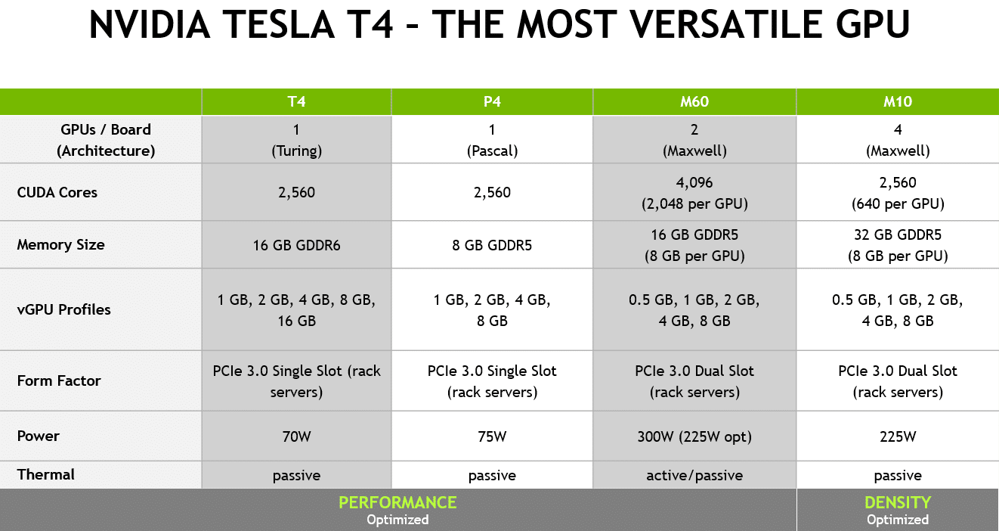 NVIDIA TESLA T4 – THE MOST VERSATILE GPU
T4 P4 M60 M10
GPUs / Board
(Architecture)
1
(Turing)
1
(Pascal)
2
(Maxwell)
4
(Maxwell)
CUDA Cores
2,560
2,560
4,096
(2,048 per GPU)
2,560
(640 per GPU)
Memory Size
16 GB GDDR6
8 GB GDDR5
16 GB GDDR5
(8 GB per GPU)
32 GB GDDR5
(8 GB per GPU)
vGPU Profiles
1 GB, 2 GB, 4 GB, 8 GB,
16 GB
1 GB, 2 GB, 4 GB,
8 GB
0.5 GB, 1 GB, 2 GB,
4 GB, 8 GB
0.5 GB, 1 GB, 2 GB,
4 GB, 8 GB
Form Factor
PCIe 3.0 Single Slot (rack
servers)
PCIe 3.0 Single Slot
(rack servers)
PCIe 3.0 Dual Slot
(rack servers)
PCIe 3.0 Dual Slot
(rack servers)
Power
70W
75W
300W (225W opt)
225W
Thermal
passive
passive
active/passive
passive
PERFORMANCE
Optimized
DENSITY
Optimized